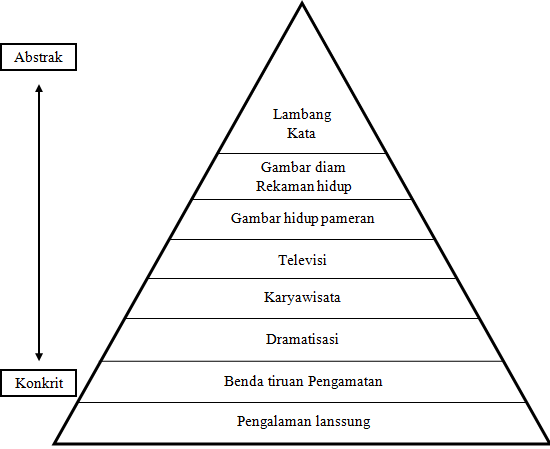 Abstrak
Lambang
Kata
Gambar diam
Rekaman hidup
Gambar hidup pameran
Televisi
Karyawisata
Dramatisasi
Konkrit
Benda tiruan Pengamatan
Pengalaman lanssung